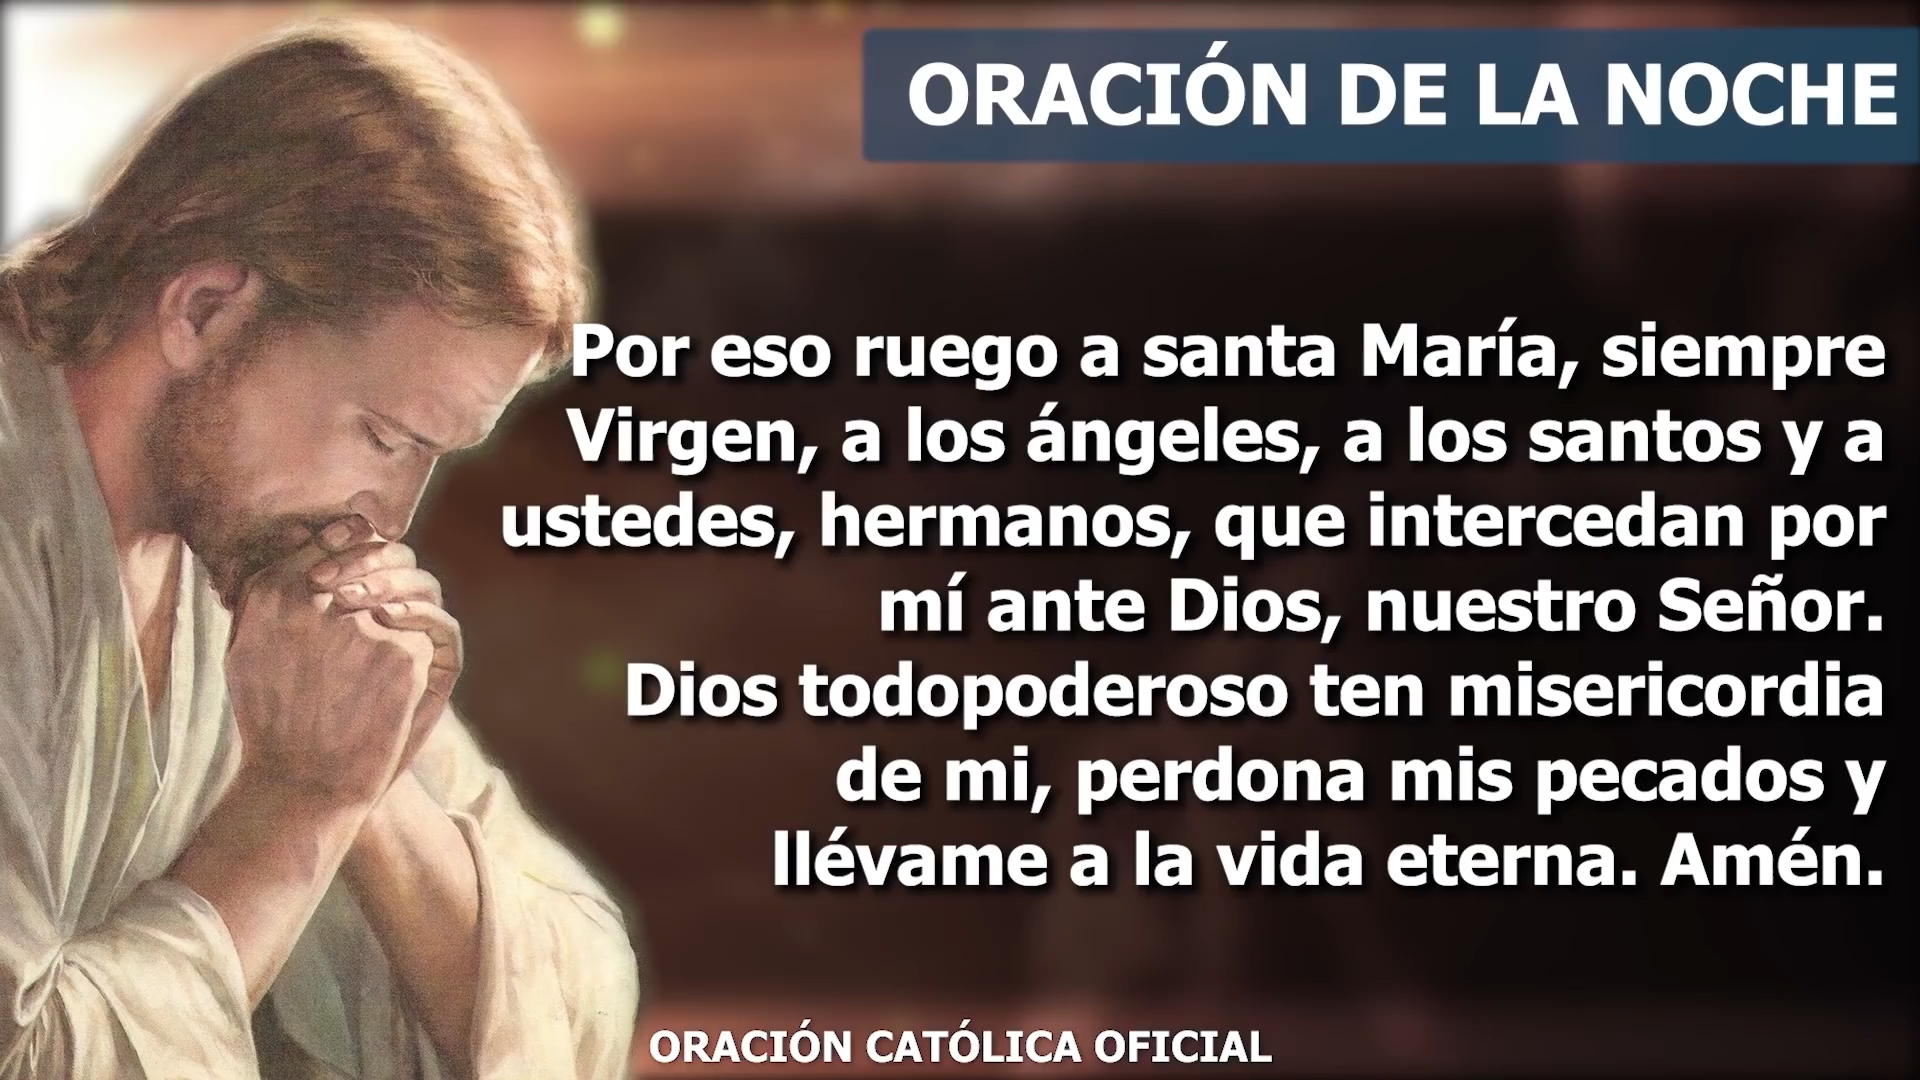 ORACIÓN DE LA NOCHE
Por eso ruego a santa María, siempre
Virgen, a los ángeles, a los santos y a
ustedes, hermanos, que intercedan por
mí ante Dios, nuestro Señor.
Dios todopoderoso ten misericordia
de mi, perdona mis pecados y
llévame a la vida eterna. Amén.
ORACIÓN CATÓLICA OFICIAL